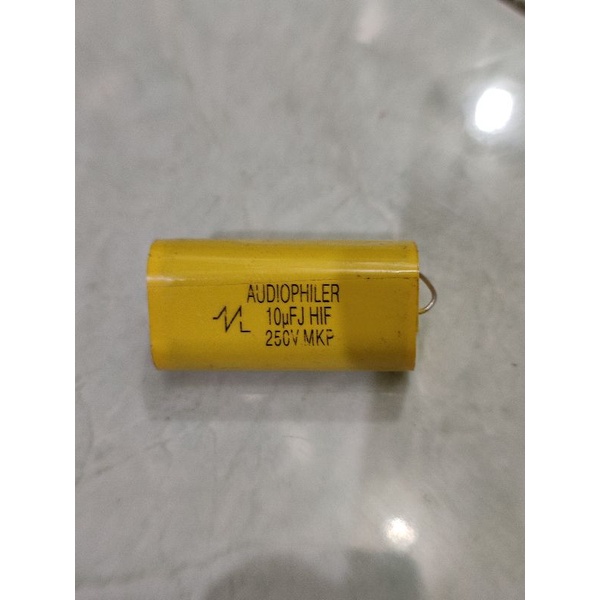 AUDIOPHILER
10µFJ HIF
250V MKP